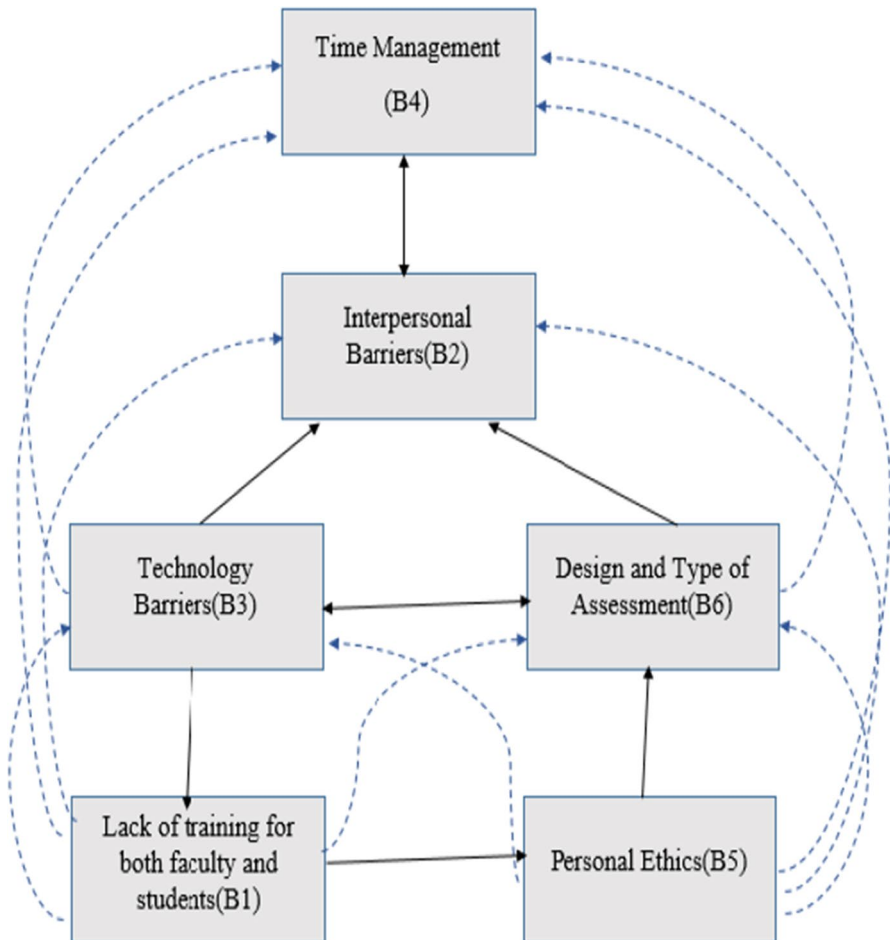 Time Management
(B4)
Interpersonal
Barriers(B2)
Technology
Barriers(B3)
Design and Type of
Assessment(B6)
Lack of training for
both faculty and
students(B1)
Personal Ethics(B5)